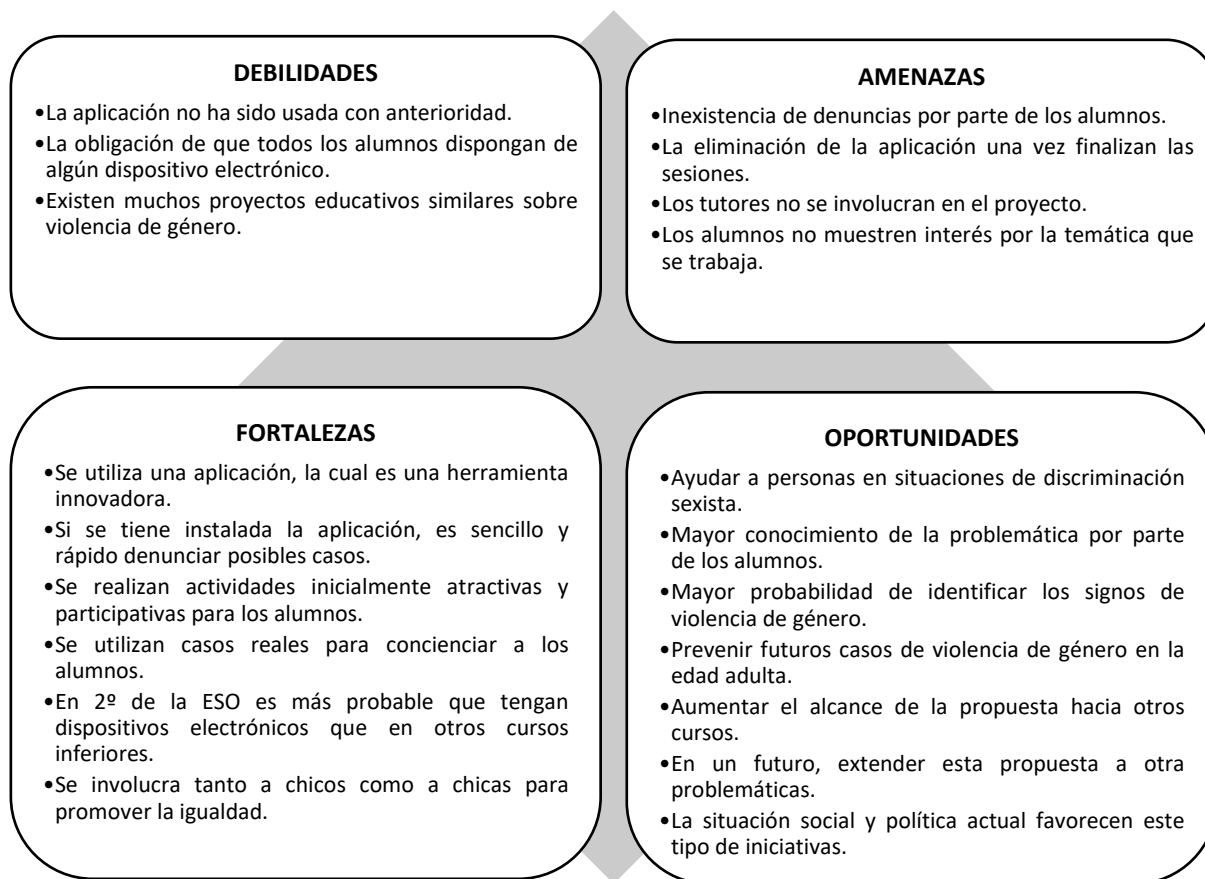 DEBILIDADES
•La aplicación no ha sido usada con anterioridad.
•La obligación de que todos los alumnos dispongan de
algún dispositivo electrónico.
•Existen muchos proyectos educativos similares sobre
violencia de género.
AMENAZAS
•Inexistencia de denuncias por parte de los alumnos.
•La eliminación de la aplicación una vez finalizan las
sesiones.
•Los tutores no se involucran en el proyecto.
•Los alumnos no muestren interés por la temática que
se trabaja.
FORTALEZAS
•Se utiliza una aplicación, la cual es una herramienta
innovadora.
•Si se tiene instalada la aplicación, es sencillo y
rápido denunciar posibles casos.
•Se realizan actividades inicialmente atractivas y
participativas para los alumnos.
•Se utilizan casos reales para concienciar a los
alumnos.
•En 2º de la ESO es más probable que tengan
dispositivos electrónicos que en otros cursos
inferiores.
•Se involucra tanto a chicos como a chicas para
promover la igualdad.
OPORTUNIDADES
•Ayudar a personas en situaciones de discriminación
sexista.
•Mayor conocimiento de la problemática por parte
de los alumnos.
•Mayor probabilidad de identificar los signos de
violencia de género.
•Prevenir futuros casos de violencia de género en la
edad adulta.
•Aumentar el alcance de la propuesta hacia otros
cursos.
•En un futuro, extender esta propuesta a otra
problemáticas.
•La situación social y política actual favorecen este
tipo de iniciativas.